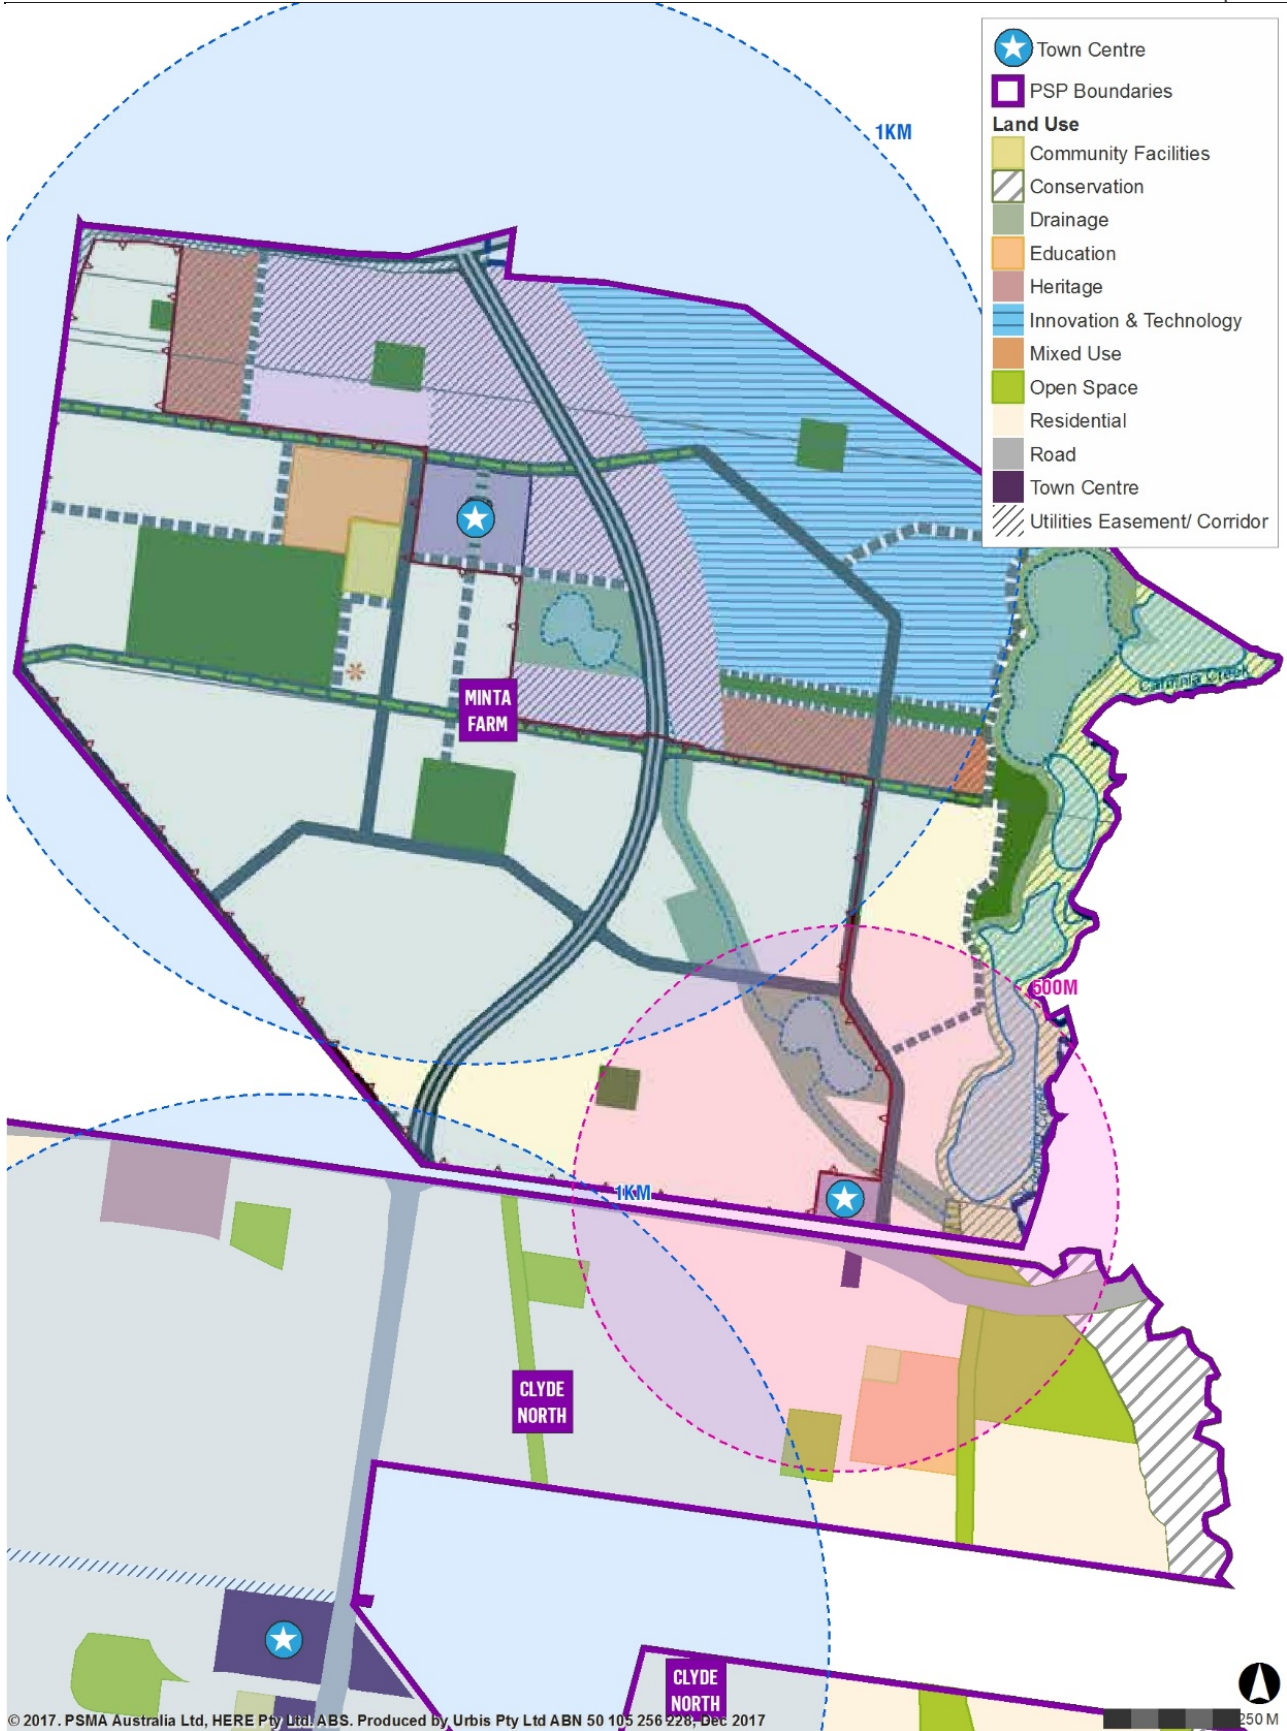 Town Centre
PSP Boundaries
Land Use
Community Facilities
Conservation
Drainage
Education
Heritage
Innovation & Technology
Mixed Use
Open Space
Residential
Road
Town Centre
Utilities Easement/ Corridor
1KM
MINTA
FARM
500M
1KM
CLYDE
NORTH
CLYDE
NORTH
© 2017. PSMA Australia Ltd, HERE Pty Ltd. ABS. Produced by Urbis Pty Ltd ABN 50 105 256 228, Dec 2017
250 M